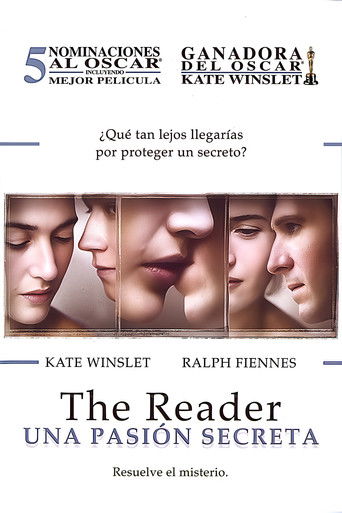 5 NOMINACIONES
AL OSCAR®
INCLUYENDO
MEJOR PELICULA
GANADORA
DEL OSCAR®
KATE WINSLET
¿Qué tan lejos llegarías
por proteger un secreto?
KATE WINSLET RALPH FIENNES
The Reader
UNA PASIÓN SECRETA
Resuelve el misterio.